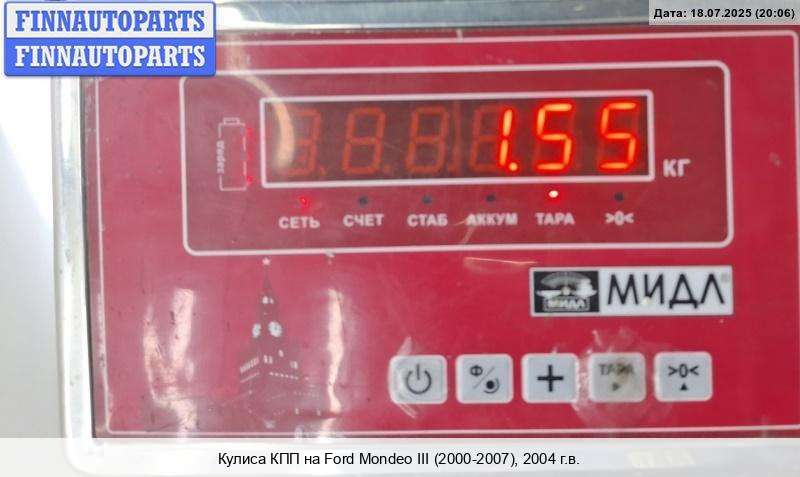 FINNAUTOPARTS
FINNAUTOPARTS
Дата: 18.07.2025 (20:06)
заряд
1.55
КГ
СЕТЬ СЧЕТ СТАБ АККУМ ТАРА >0<
МИДЛ
МИДЛ®
Ф/ + ТАРА >0<
Кулиса КПП на Ford Mondeo III (2000-2007), 2004 г.в.